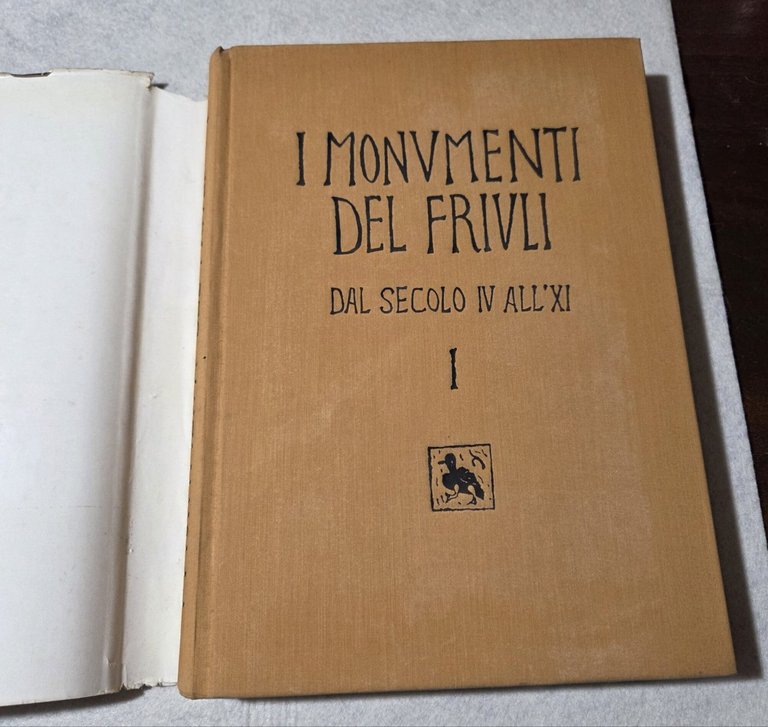 I MONVMENTI
DEL FRIVLI
DAL SECOLO IV ALL'XI
I